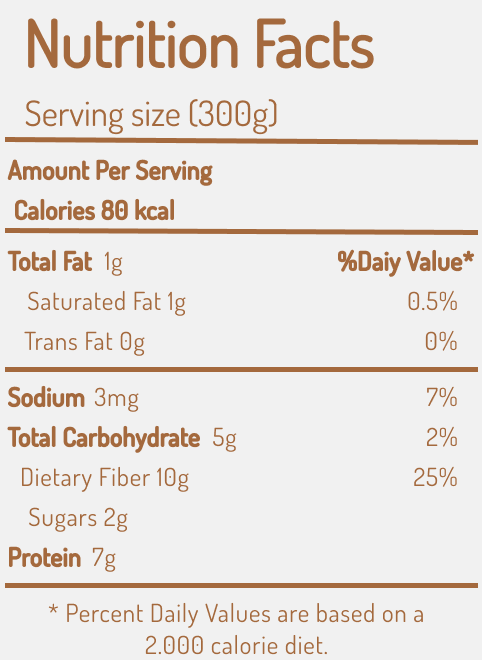 Nutrition Facts
Serving size (300g)
Amount Per Serving
Calories 80 kcal
Total Fat 1g %Daiy Value*
Saturated Fat 1g 0.5%
Trans Fat 0g 0%
Sodium 3mg 7%
Total Carbohydrate 5g 2%
Dietary Fiber 10g 25%
Sugars 2g
Protein 7g
* Percent Daily Values are based on a
2.000 calorie diet.